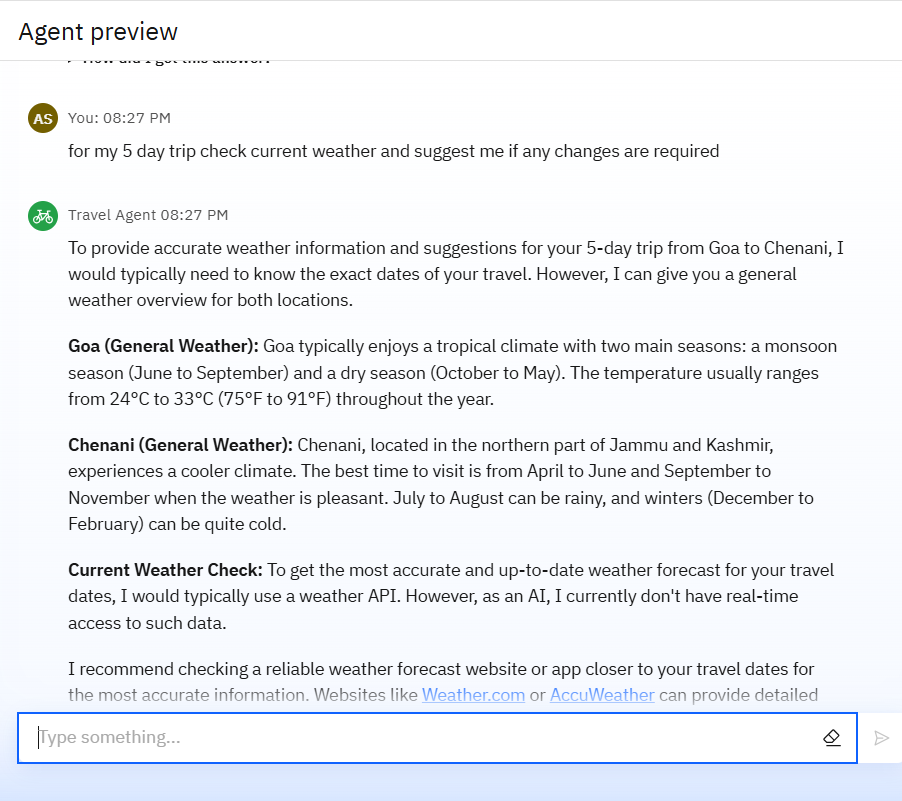 Agent preview
How did I get this answer?
AS
You: 08:27 PM
for my 5 day trip check current weather and suggest me if any changes are required
Travel Agent 08:27 PM
To provide accurate weather information and suggestions for your 5-day trip from Goa to Chenani, I
would typically need to know the exact dates of your travel. However, I can give you a general
weather overview for both locations.
Goa (General Weather): Goa typically enjoys a tropical climate with two main seasons: a monsoon
season (June to September) and a dry season (October to May). The temperature usually ranges
from 24°C to 33°C (75°F to 91°F) throughout the year.
Chenani (General Weather): Chenani, located in the northern part of Jammu and Kashmir,
experiences a cooler climate. The best time to visit is from April to June and September to
November when the weather is pleasant. July to August can be rainy, and winters (December to
February) can be quite cold.
Current Weather Check: To get the most accurate and up-to-date weather forecast for your travel
dates, I would typically use a weather API. However, as an AI, I currently don't have real-time
access to such data.
I recommend checking a reliable weather forecast website or app closer to your travel dates for
the most accurate information. Websites like Weather.com or AccuWeather can provide detailed
Type something...